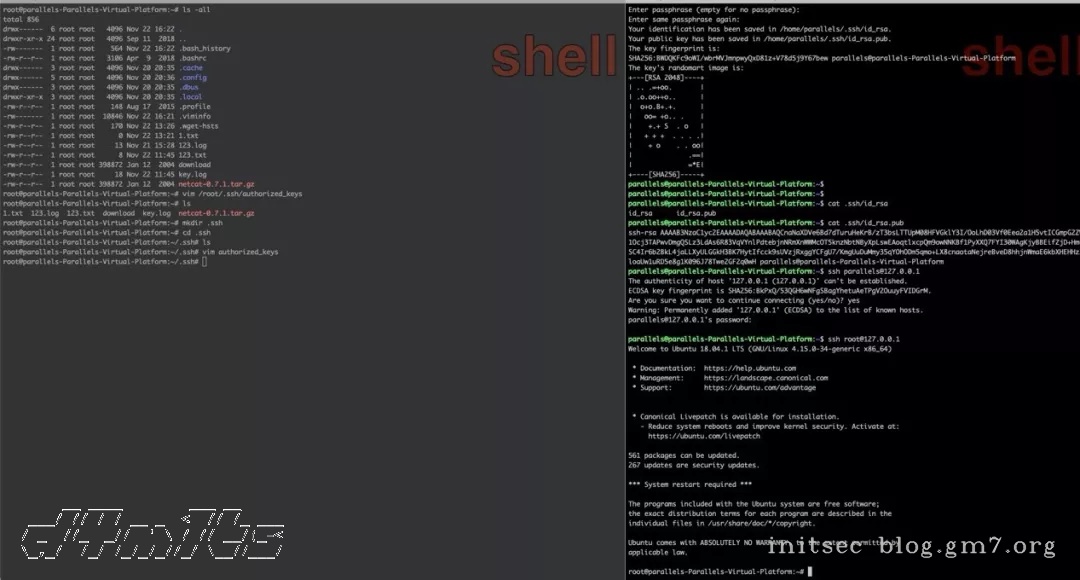 root@parallels-Parallels-Virtual-Platform:~# ls -all
total 856
drwx------ 6 root root 4096 Nov 22 16:22 .
drwxr-xr-x 24 root root 4096 Sep 11 2018 ..
-rw------- 1 root root 564 Nov 22 16:22 .bash_history
-rw-r--r-- 1 root root 3106 Apr 9 2018 .bashrc
drwx------ 5 root root 4096 Nov 20 20:35 .cache
drwx------ 5 root root 4096 Nov 20 20:36 .config
drwx------ 3 root root 4096 Nov 20 20:35 .dbus
drwx------ 3 root root 4096 Nov 20 20:35 .local
-rw-r--r-- 1 root root 148 Aug 17 2015 .profile
-rw------- 1 root root 10846 Nov 22 16:21 .viminfo
-rw-r--r-- 1 root root 170 Nov 22 13:26 .wget-hsts
-rw-r--r-- 1 root root 0 Nov 22 13:21 1.txt
-rw-r--r-- 1 root root 13 Nov 21 15:28 123.log
-rw-r--r-- 1 root root 8 Nov 22 11:45 123.txt
-rw-r--r-- 1 root root 398872 Jan 12 2004 download
-rw-r--r-- 1 root root 18 Nov 22 11:45 key.log
-rw-r--r-- 1 root root 398872 Jan 12 2004 netcat-0.7.1.tar.gz
root@parallels-Parallels-Virtual-Platform:~# vim /root/.ssh/authorized_keys
root@parallels-Parallels-Virtual-Platform:~# ls
1.txt 123.log 123.txt download key.log netcat-0.7.1.tar.gz
root@parallels-Parallels-Virtual-Platform:~# mkdir .ssh
root@parallels-Parallels-Virtual-Platform:~# cd .ssh
root@parallels-Parallels-Virtual-Platform:~/.ssh# ls
root@parallels-Parallels-Virtual-Platform:~/.ssh# vim authorized_keys
root@parallels-Parallels-Virtual-Platform:~/.ssh#
shell
Enter passphrase (empty for no passphrase):
Enter same passphrase again:
Your identification has been saved in /home/parallels/.ssh/id_rsa.
Your public key has been saved in /home/parallels/.ssh/id_rsa.pub.
The key fingerprint is:
parallels@parallels-Parallels-Virtual-Platform
The key's randomart image is:
+---[RSA 2048]----+
+----[SHA256]-----+
shell
parallels@parallels-Parallels-Virtual-Platform:~$
parallels@parallels-Parallels-Virtual-Platform:~$
parallels@parallels-Parallels-Virtual-Platform:~$ cat .ssh/id_rsa
id_rsa id_rsa.pub
parallels@parallels-Parallels-Virtual-Platform:~$ cat .ssh/id_rsa.pub
ssh-rsa
parallels@parallels-Parallels-Virtual-Platform
parallels@parallels-Parallels-Virtual-Platform:~$ ssh parallels@127.0.0.1
The authenticity of host '127.0.0.1 (127.0.0.1)' can't be established.
ECDSA key fingerprint is
Are you sure you want to continue connecting (yes/no)? yes
Warning: Permanently added '127.0.0.1' (ECDSA) to the list of known hosts.
parallels@127.0.0.1's password:
parallels@parallels-Parallels-Virtual-Platform:~$ ssh root@127.0.0.1
Welcome to Ubuntu 18.04.1 LTS (GNU/Linux 4.15.0-34-generic x86_64)
* Documentation: https://help.ubuntu.com
* Management: https://landscape.canonical.com
* Support: https://ubuntu.com/advantage
* Canonical Livepatch is available for installation.
- Reduce system reboots and improve kernel security. Activate at:
https://ubuntu.com/livepatch
561 packages can be updated.
267 updates are security updates.
*** System restart required ***
The programs included with the Ubuntu system are free software;
the exact distribution terms for each program are described in the
individual files in /usr/share/doc/*/copyright.
Ubuntu comes with ABSOLUTELY NO WARRANTY, to the extent permitted by
applicable law.
root@parallels-Parallels-Virtual-Platform:~#
initsec blog.gm7.org